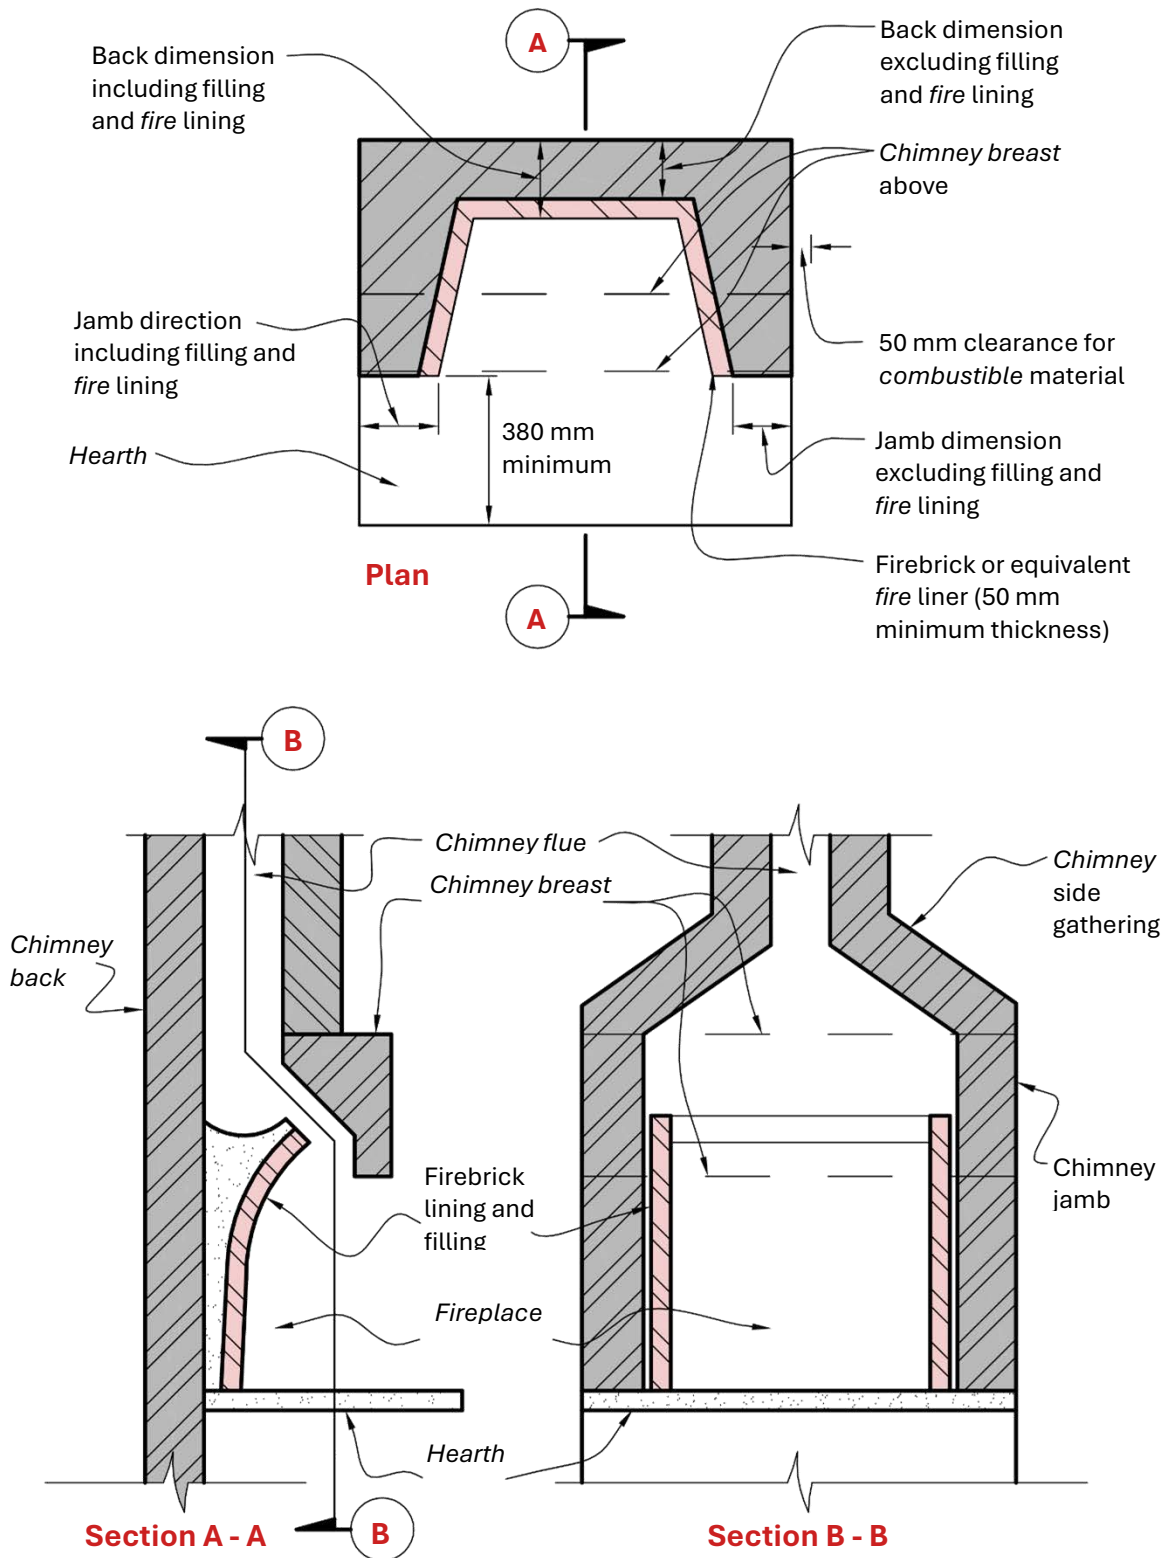 Back dimension
including filling
and fire lining
A
Back dimension
excluding filling
and fire lining
Chimney breast
above
Jamb direction
including filling and
fire lining
50 mm clearance for
combustible material
Hearth
380 mm
minimum
Jamb dimension
excluding filling and
fire lining
Plan
A
Firebrick or equivalent
fire liner (50 mm
minimum thickness)
B
Chimney flue
Chimney breast
Chimney
side
gathering
Chimney
back
Firebrick
lining and
filling
Chimney
jamb
Fireplace
Hearth
Section A - A
B
Section B - B